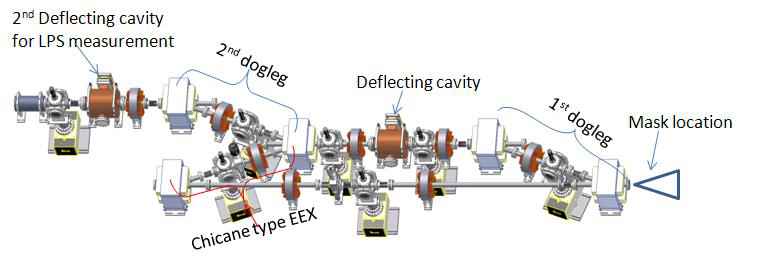 2nd Deflecting cavity
for LPS measurement
2nd dogleg
Deflecting cavity
1st dogleg
Mask location
Chicane type EEX